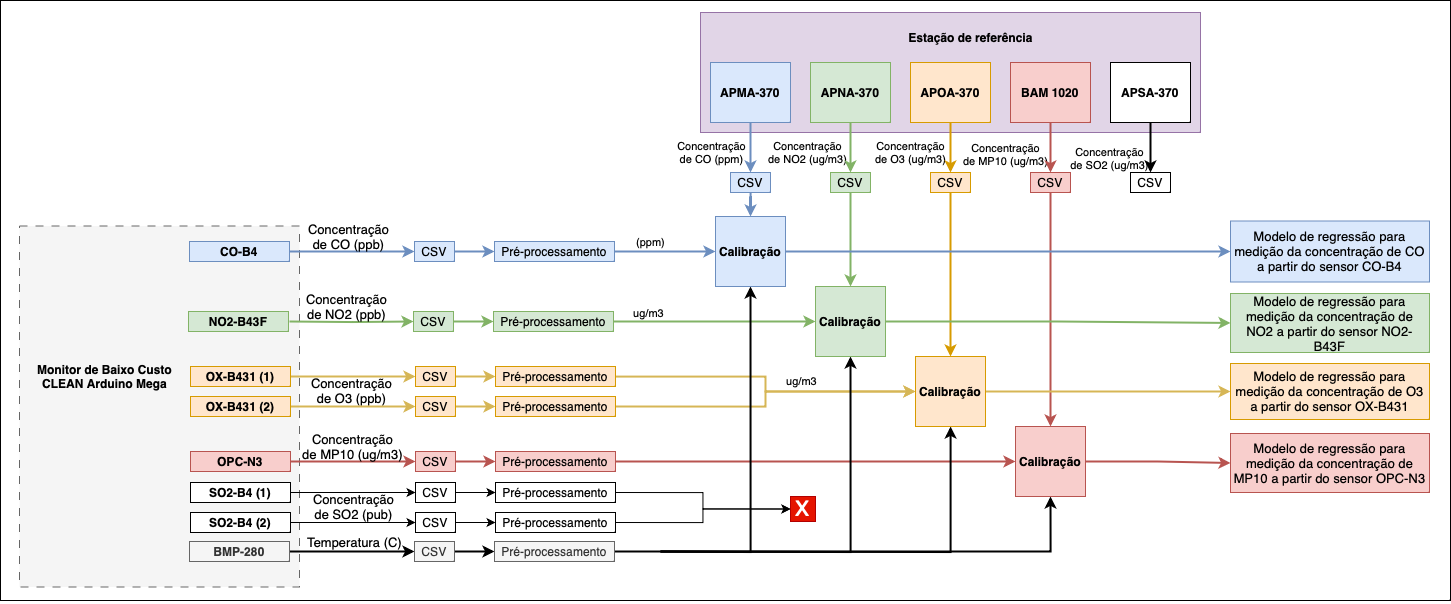 Estação de referência
APMA-370
APNA-370
APOA-370
BAM 1020
APSA-370
Concentração
de CO (ppm)
Concentração
de NO2 (ug/m3)
Concentração
de O3 (ug/m3)
Concentração
de MP10 (ug/m3)
Concentração
de SO2 (ug/m3)
CSV
CSV
CSV
CSV
CSV
Monitor de Baixo Custo
CLEAN Arduino Mega
CO-B4
Concentração
de CO (ppb)
CSV
Pré-processamento
(ppm)
Calibração
Modelo de regressão para
medição da concentração de CO
a partir do sensor CO-B4
NO2-B43F
Concentração
de NO2 (ppb)
CSV
Pré-processamento
ug/m3
Calibração
Modelo de regressão para
medição da concentração de
NO2 a partir do sensor NO2-
B43F
OX-B431 (1)
CSV
Pré-processamento
Concentração
de O3 (ppb)
OX-B431 (2)
CSV
Pré-processamento
ug/m3
Calibração
Modelo de regressão para
medição da concentração de O3
a partir do sensor OX-B431
OPC-N3
Concentração
de MP10 (ug/m3)
CSV
Pré-processamento
Calibração
Modelo de regressão para
medição da concentração de
MP10 a partir do sensor OPC-N3
SO2-B4 (1)
CSV
Pré-processamento
Concentração
de SO2 (pub)
SO2-B4 (2)
CSV
Pré-processamento
X
BMP-280
Temperatura (C)
CSV
Pré-processamento